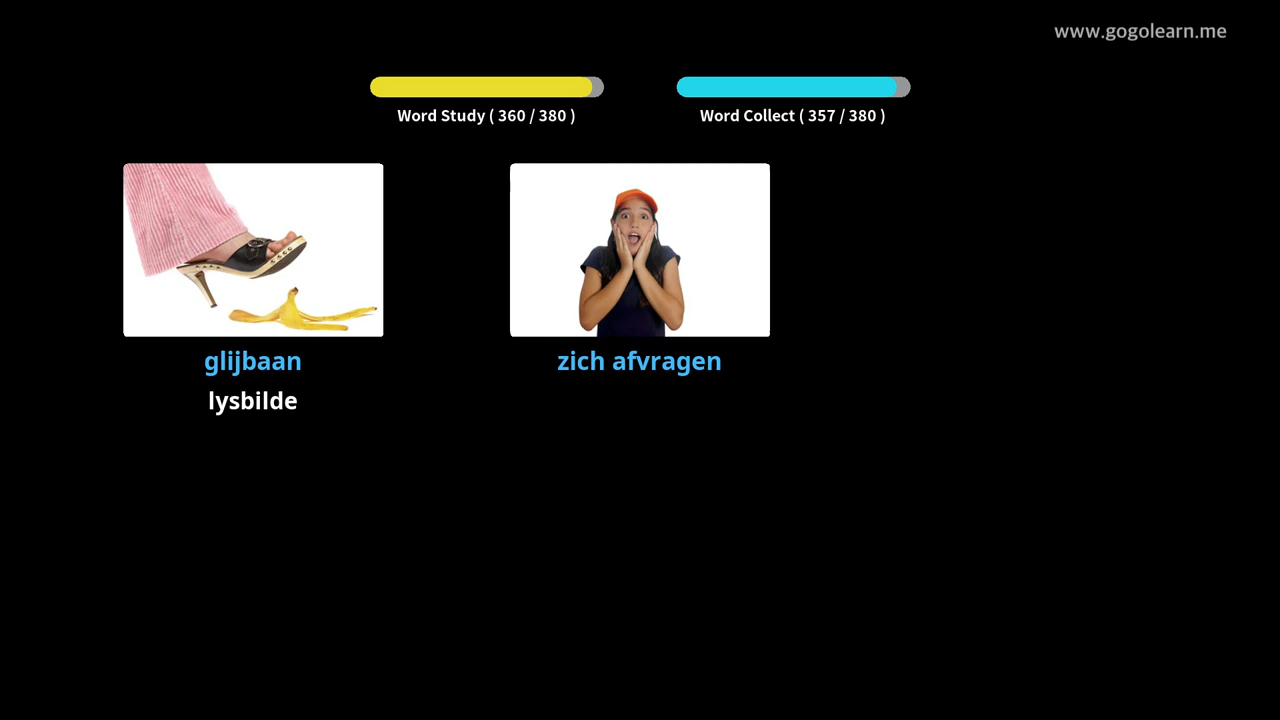 www.gogolearn.me
Word Study ( 360 / 380 )
Word Collect ( 357 / 380 )
glijbaan
zich afvragen
lysbilde